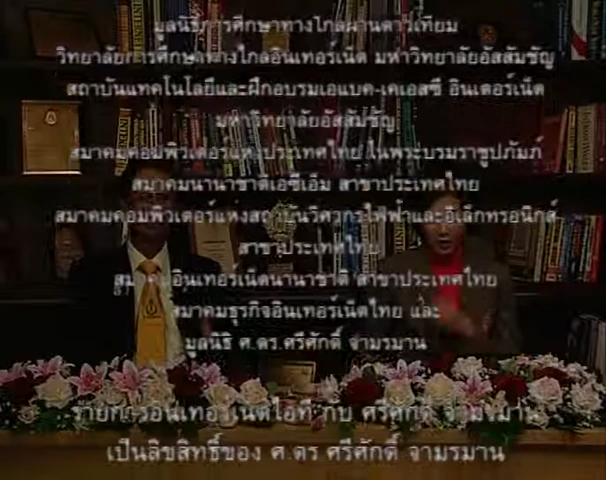 มูลนิธิการศึกษาทางไกลผ่านดาวเทียม
วิทยาลัยการศึกษาทางไกลอินเทอร์เน็ต มหาวิทยาลัยอัสสัมชัญ
สถาบันเทคโนโลยีและฝึกอบรมเอแบค-เคเอสซี อินเตอร์เน็ต
มหาวิทยาลัยอัสสัมชัญ
สมาคมคอมพิวเตอร์แห่งประเทศไทย ในพระบรมราชูปถัมภ์
สมาคมนานาชาติเอซีเอ็ม สาขาประเทศไทย
สมาคมคอมพิวเตอร์แห่งสถาบันวิศวกรไฟฟ้าและอิเล็กทรอนิกส์
สาขาประเทศไทย
สมาคมอินเทอร์เน็ตนานาชาติ สาขาประเทศไทย
สมาคมธุรกิจอินเทอร์เน็ตไทย และ
มูลนิธิ ศ.ดร.ศรีศักดิ์ จามรมาน
รายการอินเทอร์เน็ตไอที กับ ศรีศักดิ์ จามรมาน
เป็นลิขสิทธิ์ของ ศ.ดร ศรีศักดิ์ จามรมาน